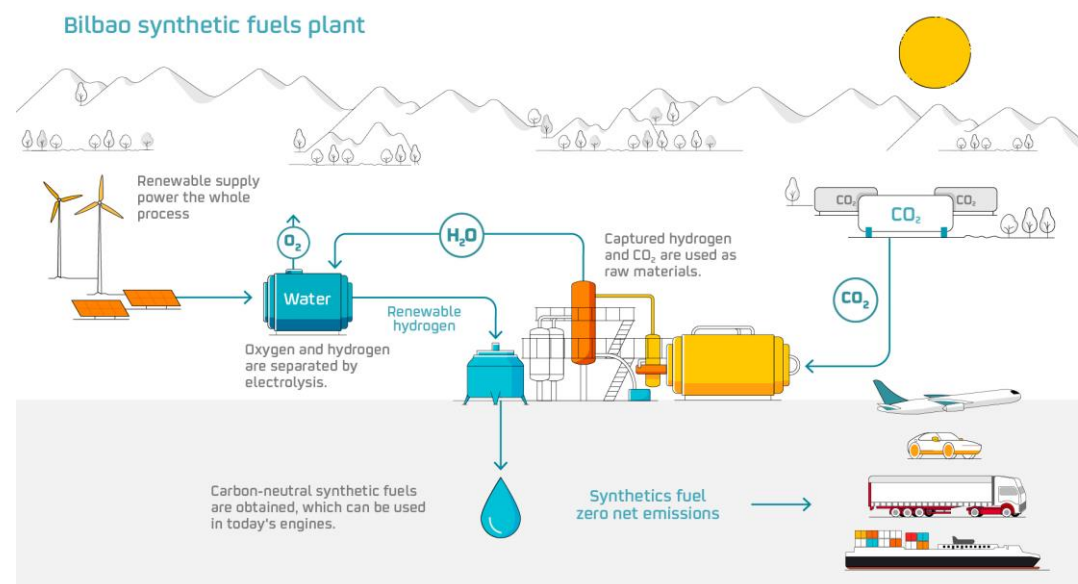 Bilbao synthetic fuels plant
Renewable supply
power the whole
process
O₂
H₂O
Captured hydrogen
and CO₂ are used as
raw materials.
CO₂
CO₂
CO₂
CO₂
Water
Renewable
hydrogen
Oxygen and hydrogen
are separated by
electrolysis.
Carbon-neutral synthetic fuels
are obtained, which can be used
in today's engines.
Synthetics fuel
zero net emissions